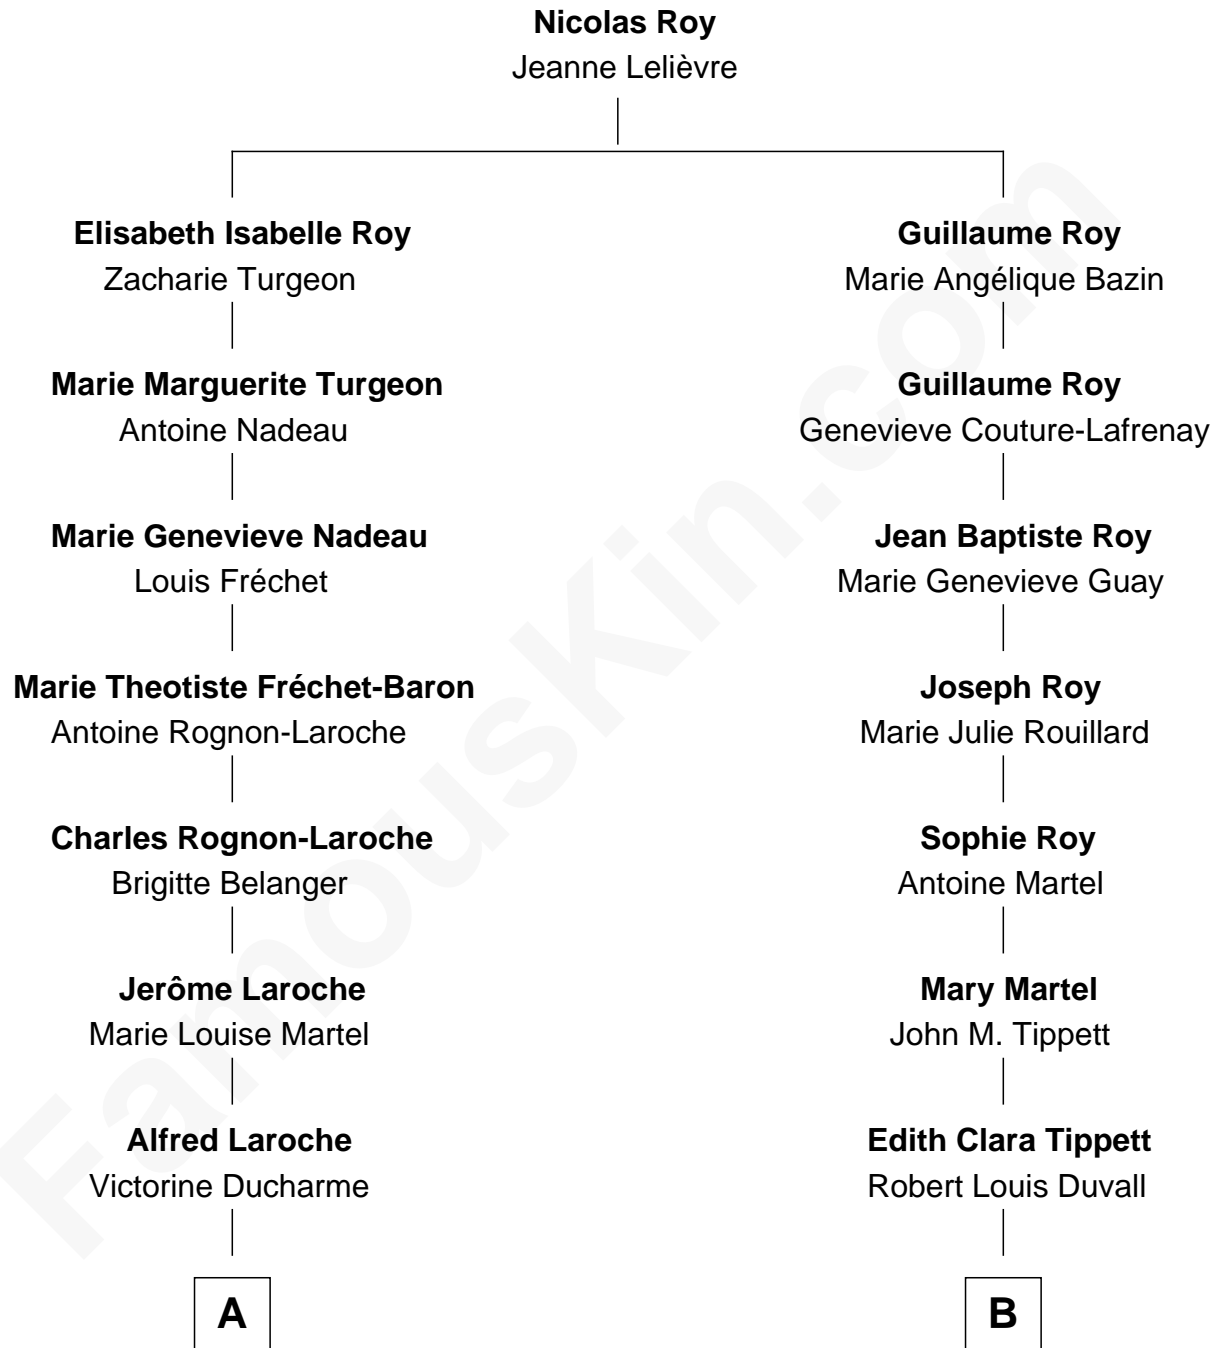 Nicolas Roy
Jeanne Lelièvre
Elisabeth Isabelle Roy
Zacharie Turgeon
Guillaume Roy
Marie Angélique Bazin
Marie Marguerite Turgeon
Antoine Nadeau
Guillaume Roy
Genevieve Couture-Lafrenay
Marie Genevieve Nadeau
Louis Fréchet
Jean Baptiste Roy
Marie Genevieve Guay
Marie Theotiste Fréchet-Baron
Antoine Rognon-Laroche
Joseph Roy
Marie Julie Rouillard
Charles Rognon-Laroche
Brigitte Belanger
Sophie Roy
Antoine Martel
Jerôme Laroche
Marie Louise Martel
Mary Martel
John M. Tippett
Alfred Laroche
Victorine Ducharme
Edith Clara Tippett
Robert Louis Duvall
A
B
FamousKin.com